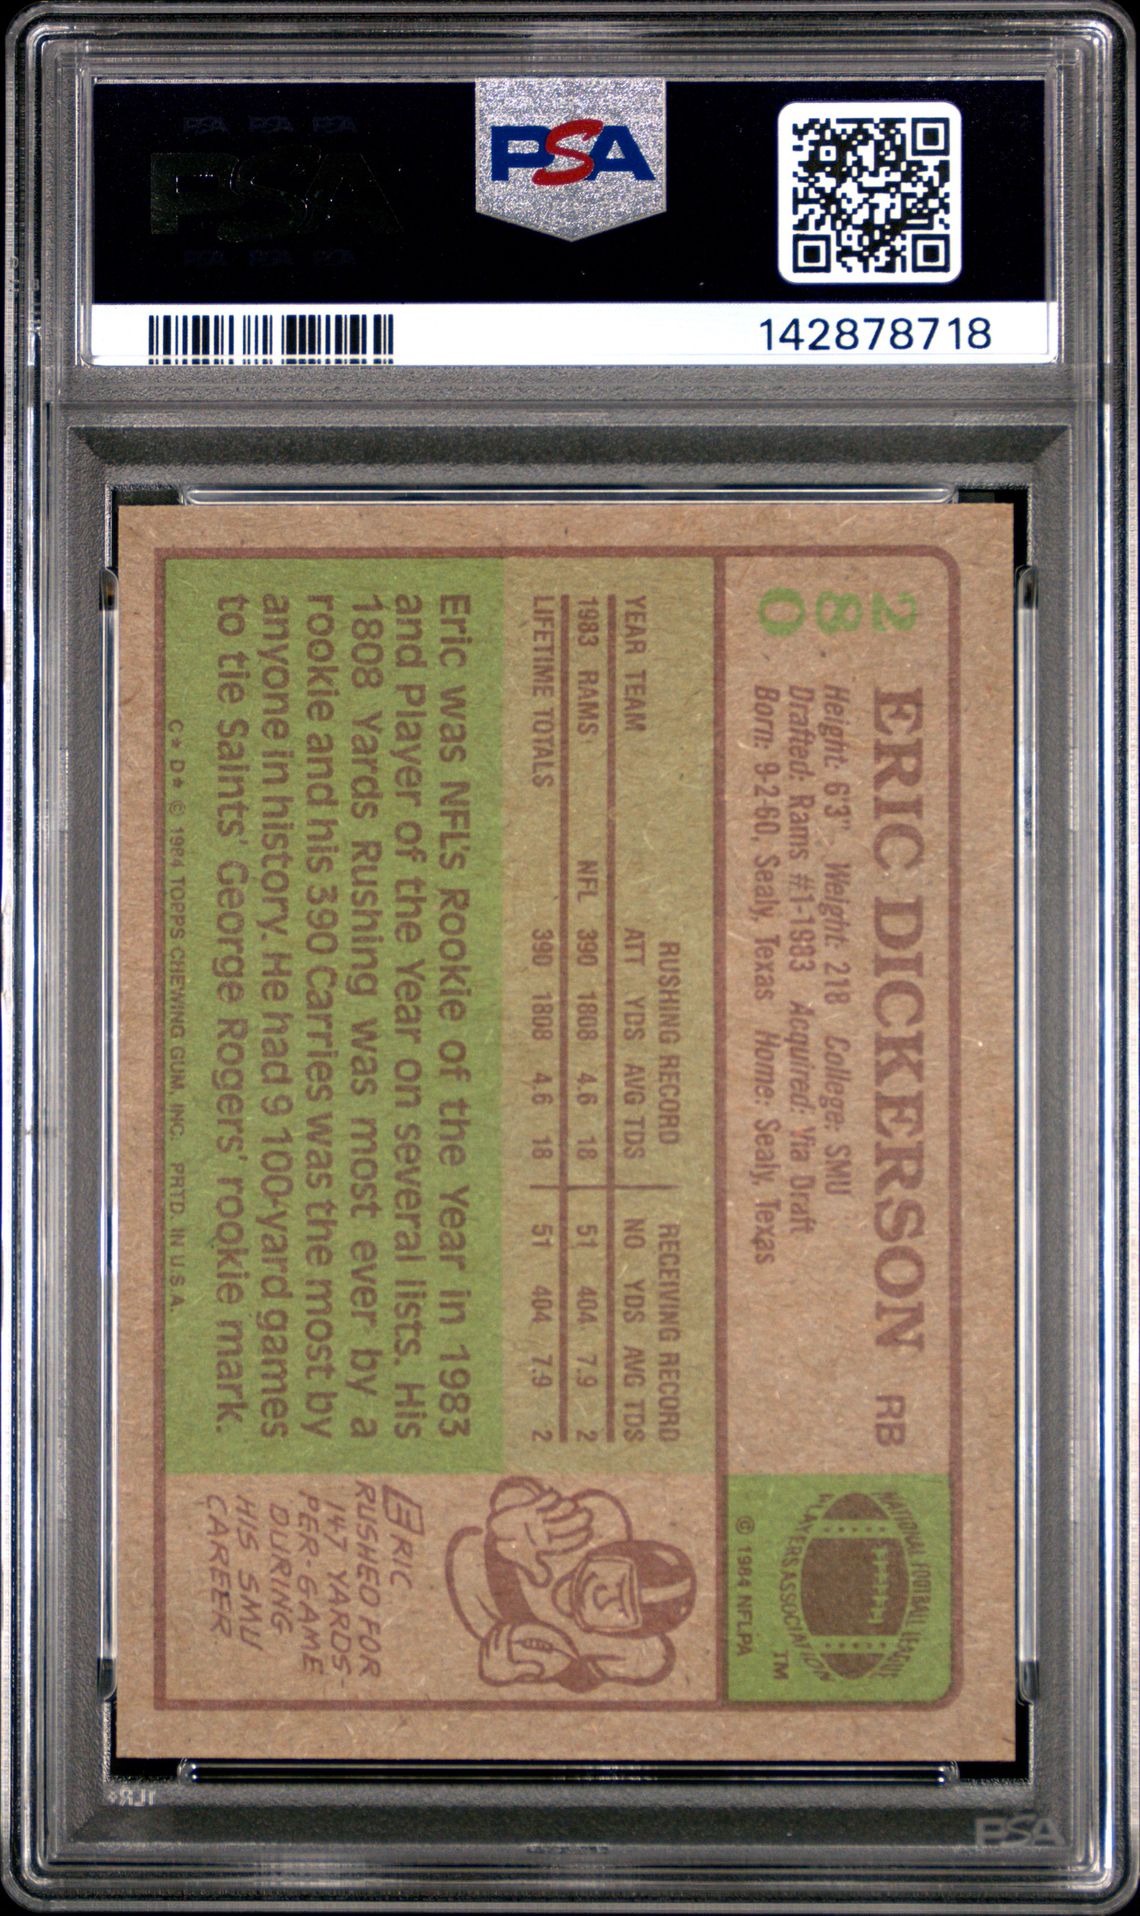 PSA
142878718
280
ERIC DICKERSON RB
Height: 6'3" Weight: 218 College: SMU
Drafted: Rams #1-1983 Acquired: Via Draft
Born: 9-2-60, Sealy, Texas Home: Sealy, Texas
NATIONAL FOOTBALL LEAGUE
PLAYERS ASSOCIATION
TM
© 1984 NFLPA
RUSHING RECORD RECEIVING RECORD
YEAR TEAM ATT YDS AVG TDS NO YDS AVG TDS
1983 RAMS NFL 390 1808 4.6 18 51 404 7.9 2
LIFETIME TOTALS 390 1808 4.6 18 51 404 7.9 2
Eric was NFL's Rookie of the Year in 1983
and Player of the Year on several lists. His
1808 Yards Rushing was most ever by a
rookie and his 390 Carries was the most by
anyone in history. He had 9 100-yard games
to tie Saints' George Rogers' rookie mark.
ERIC
RUSHED FOR
147 YARDS-
PER-GAME
DURING
HIS SMU
CAREER
C* D* © 1984 TOPPS CHEWING GUM, INC. PRTD. IN U.S.A.
PSA